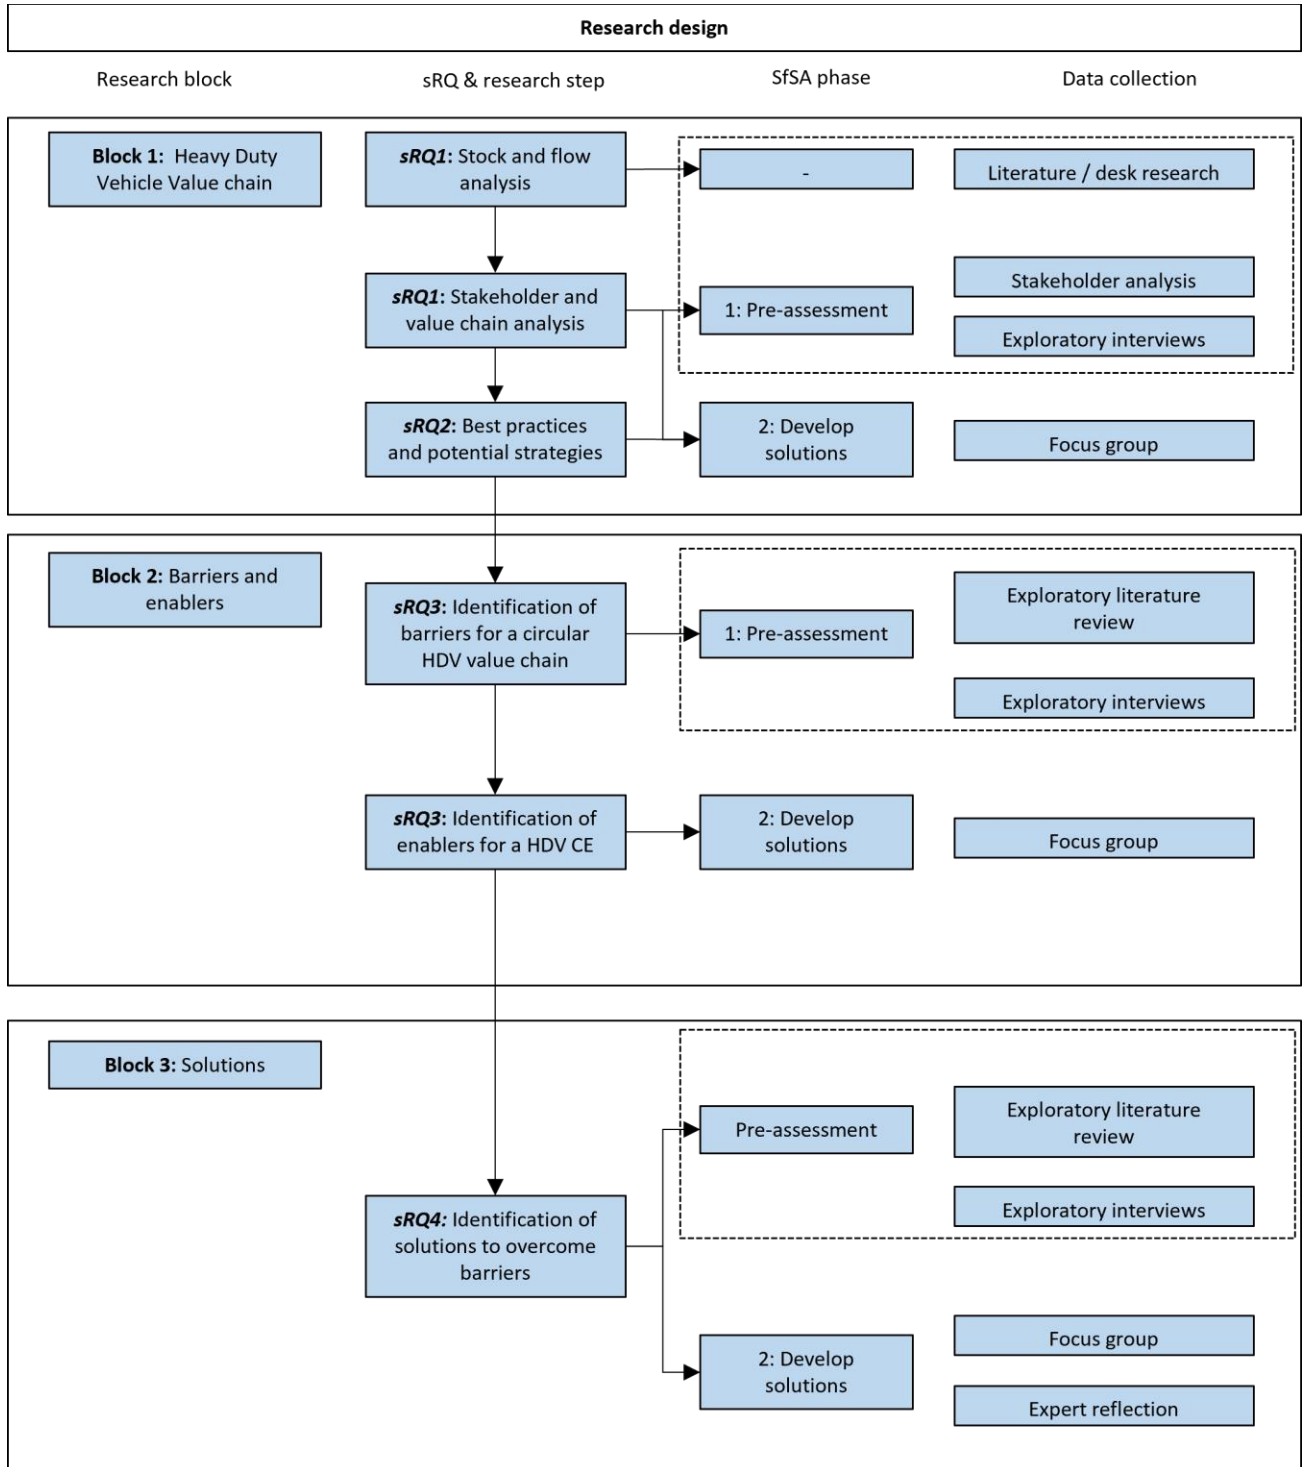 Research design
Research block
sRQ & research step
SfSA phase
Data collection
Block 1: Heavy Duty
Vehicle Value chain
sRQ1: Stock and flow
analysis
-
Literature / desk research
sRQ1: Stakeholder and
value chain analysis
1: Pre-assessment
Stakeholder analysis
Exploratory interviews
sRQ2: Best practices
and potential strategies
2: Develop
solutions
Focus group
Block 2: Barriers and
enablers
sRQ3: Identification of
barriers for a circular
HDV value chain
1: Pre-assessment
Exploratory literature
review
Exploratory interviews
sRQ3: Identification of
enablers for a HDV CE
2: Develop
solutions
Focus group
Block 3: Solutions
Pre-assessment
Exploratory literature
review
Exploratory interviews
sRQ4: Identification of
solutions to overcome
barriers
2: Develop
solutions
Focus group
Expert reflection